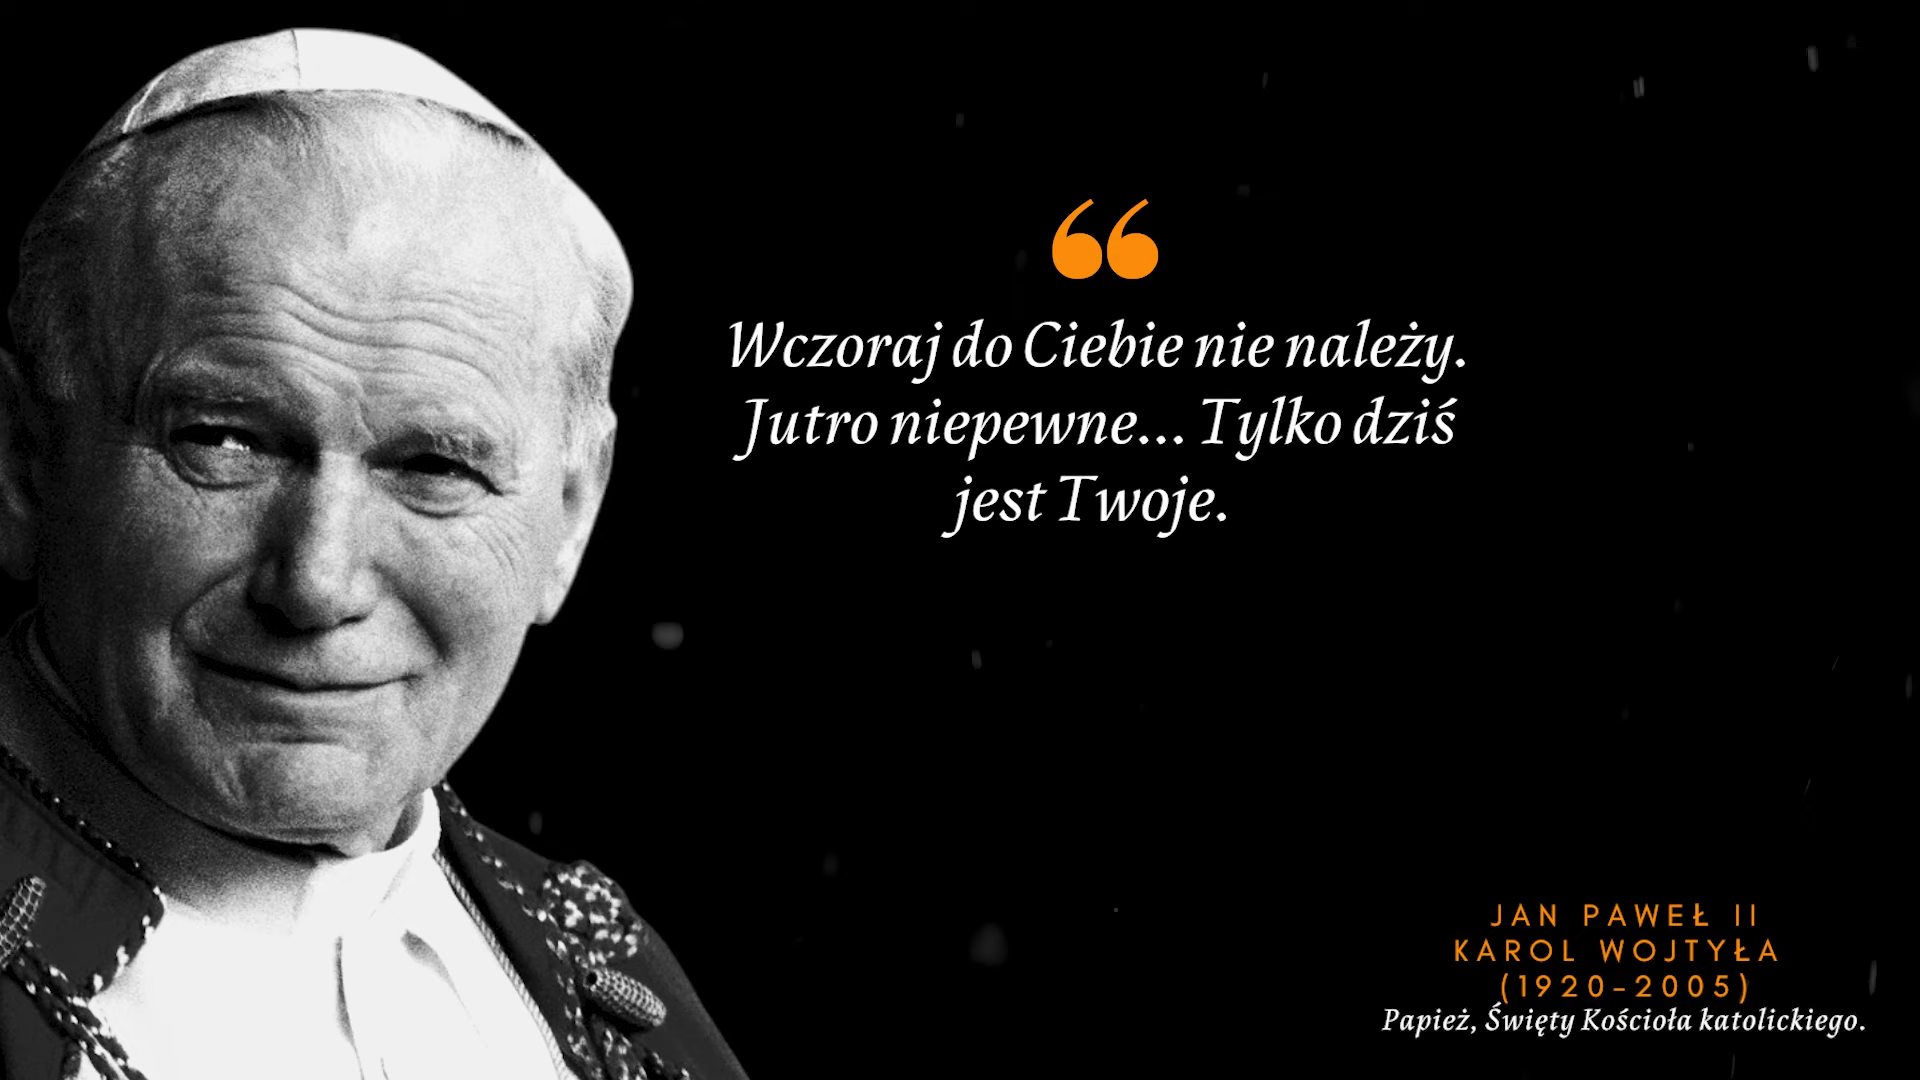 “
Wczoraj do Ciebie nie należy.
Jutro niepewne... Tylko dziś
jest Twoje.
JAN PAWEŁ II
KAROL WOJTYŁA
(1920-2005)
Papież, Święty Kościoła katolickiego.